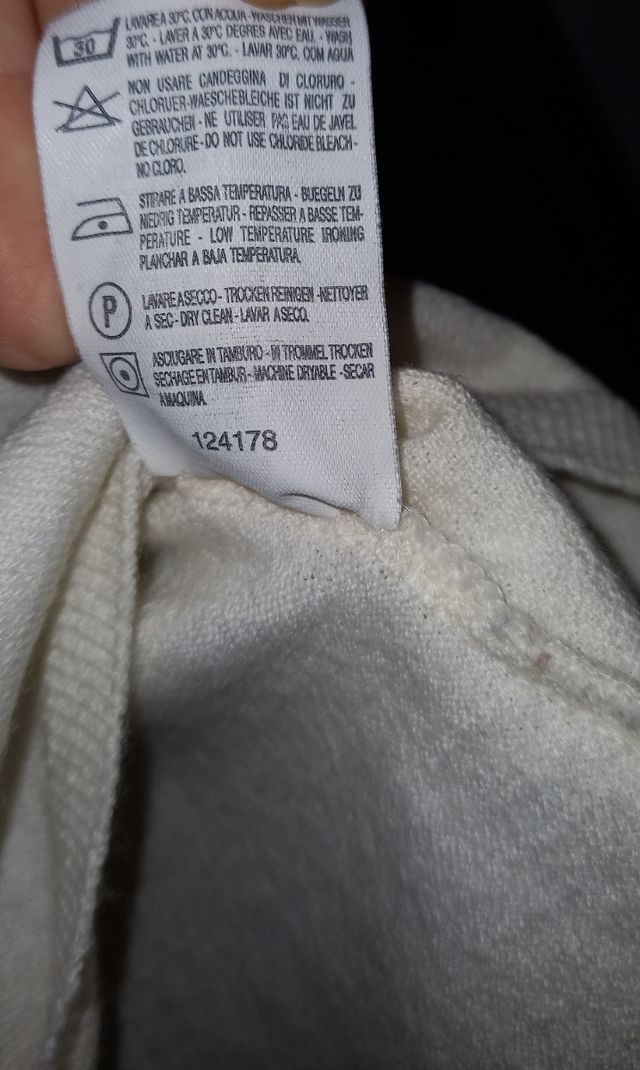 LAVARE A 30°C. CON ACQUA - WASCHEN MIT WASSER
30°C. - LAVER A 30°C DEGRES AVEC EAU. - WASH
WITH WATER AT 30°C. - LAVAR 30°C. COM AGUA
30
NON USARE CANDEGGINA DI CLORURO -
CHLORUER-WAESCHEBLEICHE IST NICHT ZU
GEBRAUCHEN - NE UTILISER PAS EAU DE JAVEL
DE CHLORURE - DO NOT USE CHLORIDE BLEACH -
NO CLORO.
STIRARE A BASSA TEMPERATURA - BUEGELN ZU
NIEDRIG TEMPERATUR - REPASSER A BASSE TEM-
PERATURE - LOW TEMPERATURE IRONING
PLANCHAR A BAJA TEMPERATURA.
P
LAVARE A SECCO - TROCKEN REINIGEN - NETTOYER
A SEC - DRY CLEAN - LAVAR A SECO.
ASCIUGARE IN TAMBURO - IN TROMMEL TROCKEN
SECHAGE EN TAMBUR - MACHINE DRYABLE - SECAR
A MAQUINA.
124178